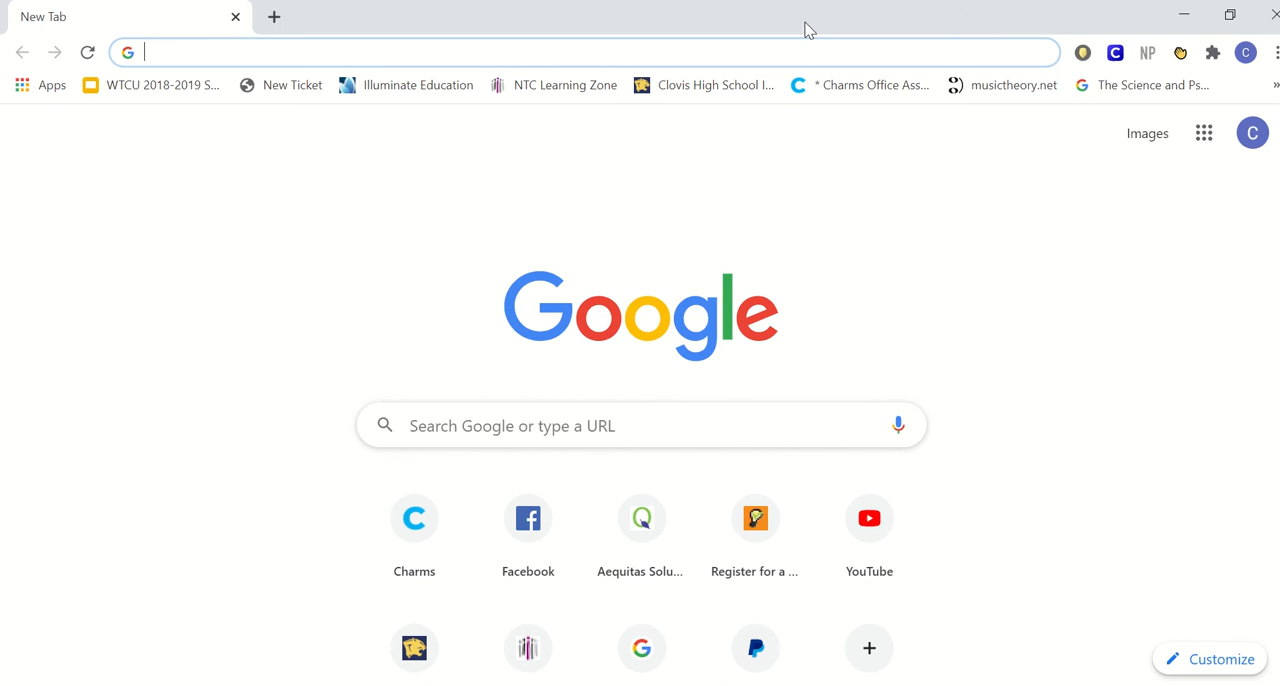 New Tab
Apps WTCU 2018-2019 S... New Ticket Illuminate Education NTC Learning Zone Clovis High School I... * Charms Office Ass... musictheory.net The Science and Ps... »
NP C
Images C
Google
Search Google or type a URL
Charms Facebook Aequitas Solu... Register for a ... YouTube
Customize